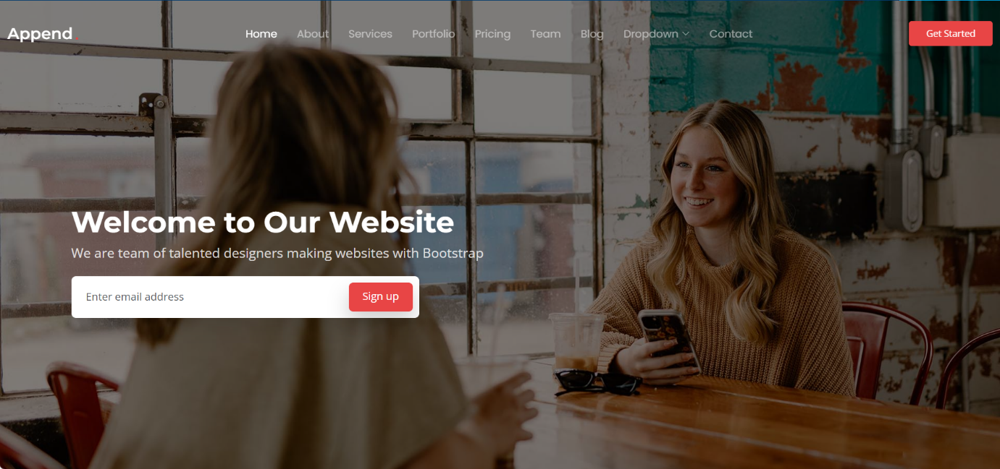 Append.
Home About Services Portfolio Pricing Team Blog Dropdown Contact
Get Started
Welcome to Our Website
We are team of talented designers making websites with Bootstrap
Enter email address
Sign up